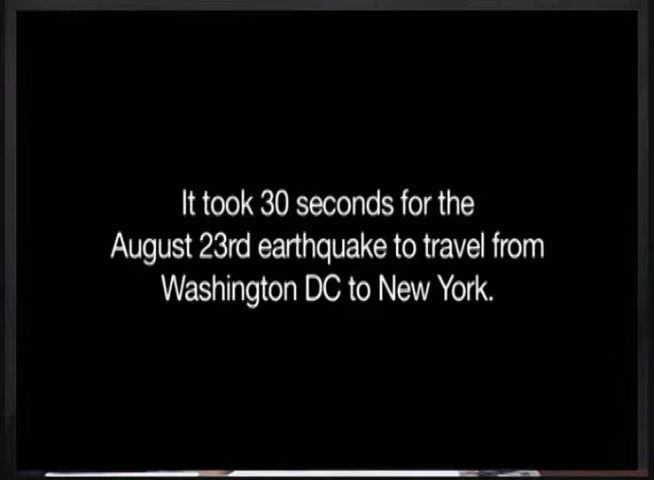 It took 30 seconds for the
August 23rd earthquake to travel from
Washington DC to New York.